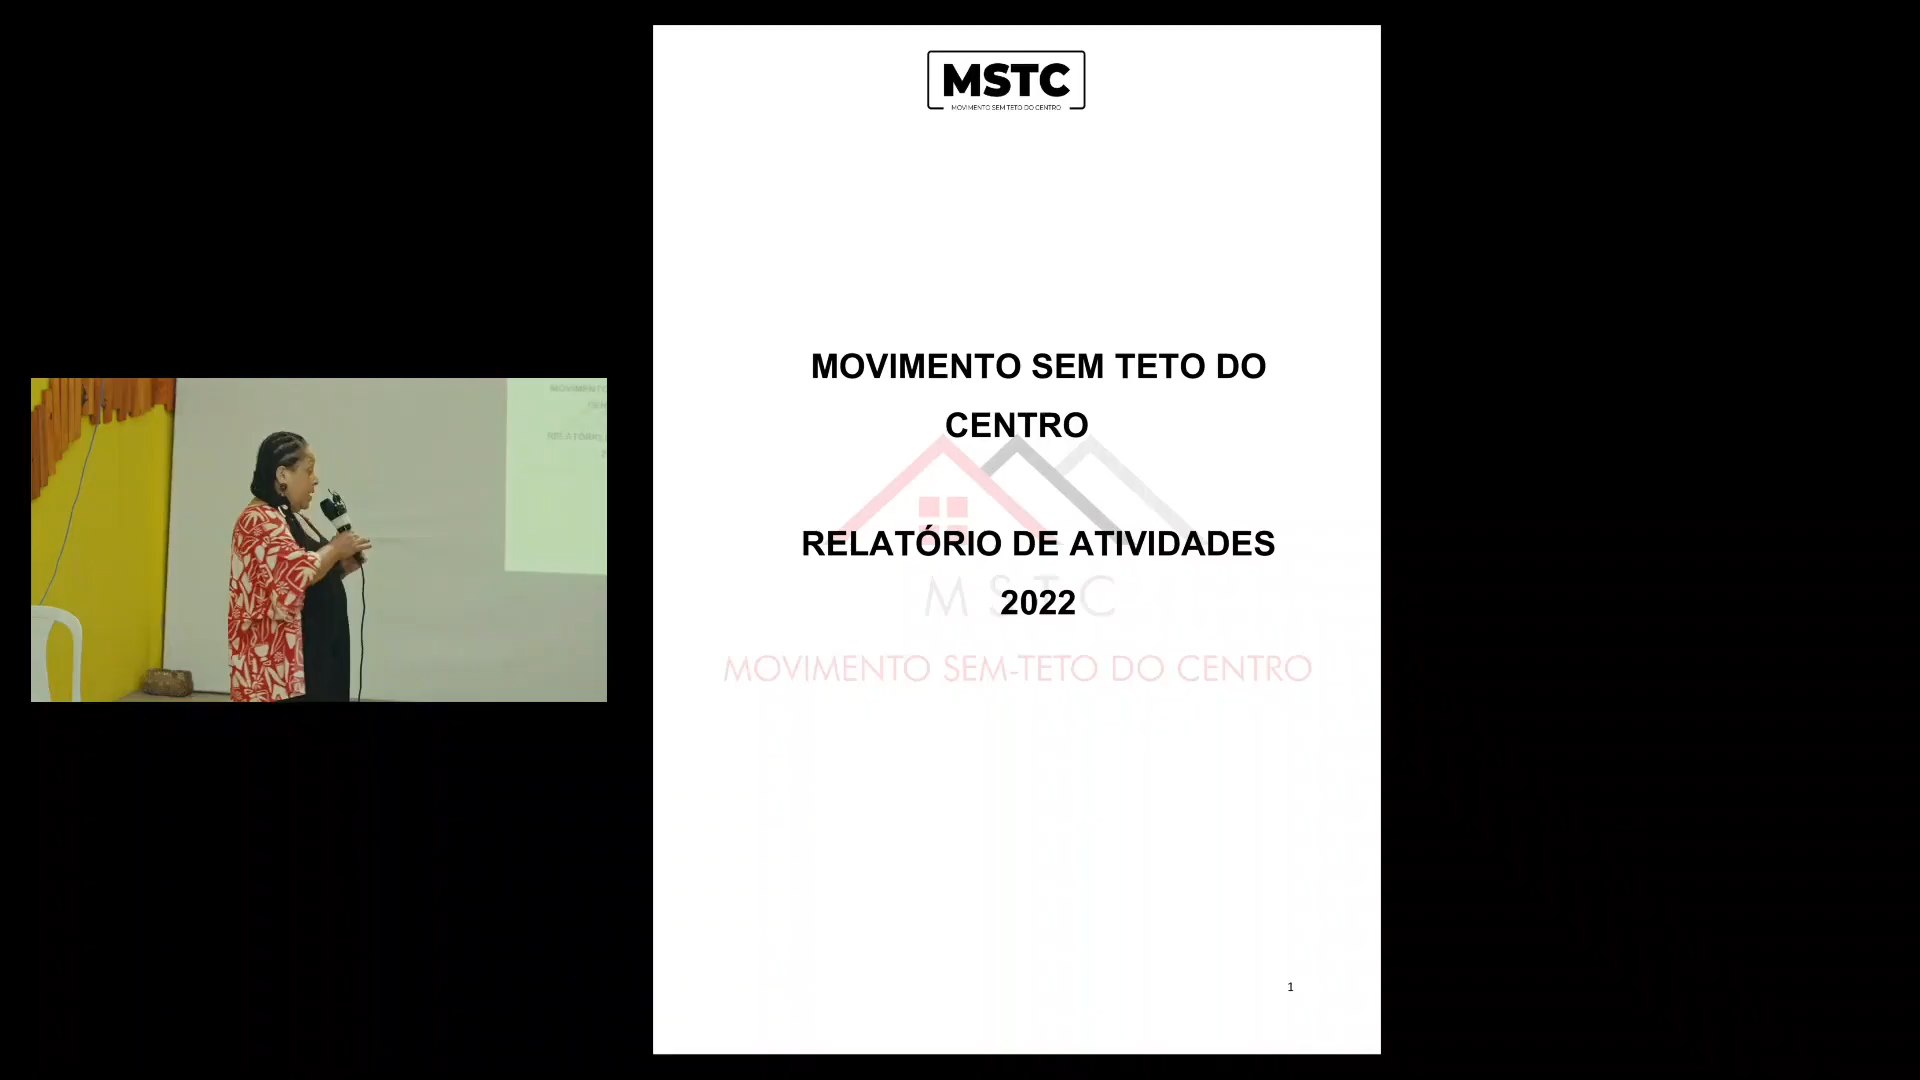 MSTC
MOVIMENTO SEM TETO DO CENTRO
MOVIMENTO SEM TETO DO
CENTRO
RELATÓRIO DE ATIVIDADES
2022
MSTC
MOVIMENTO SEM-TETO DO CENTRO
1